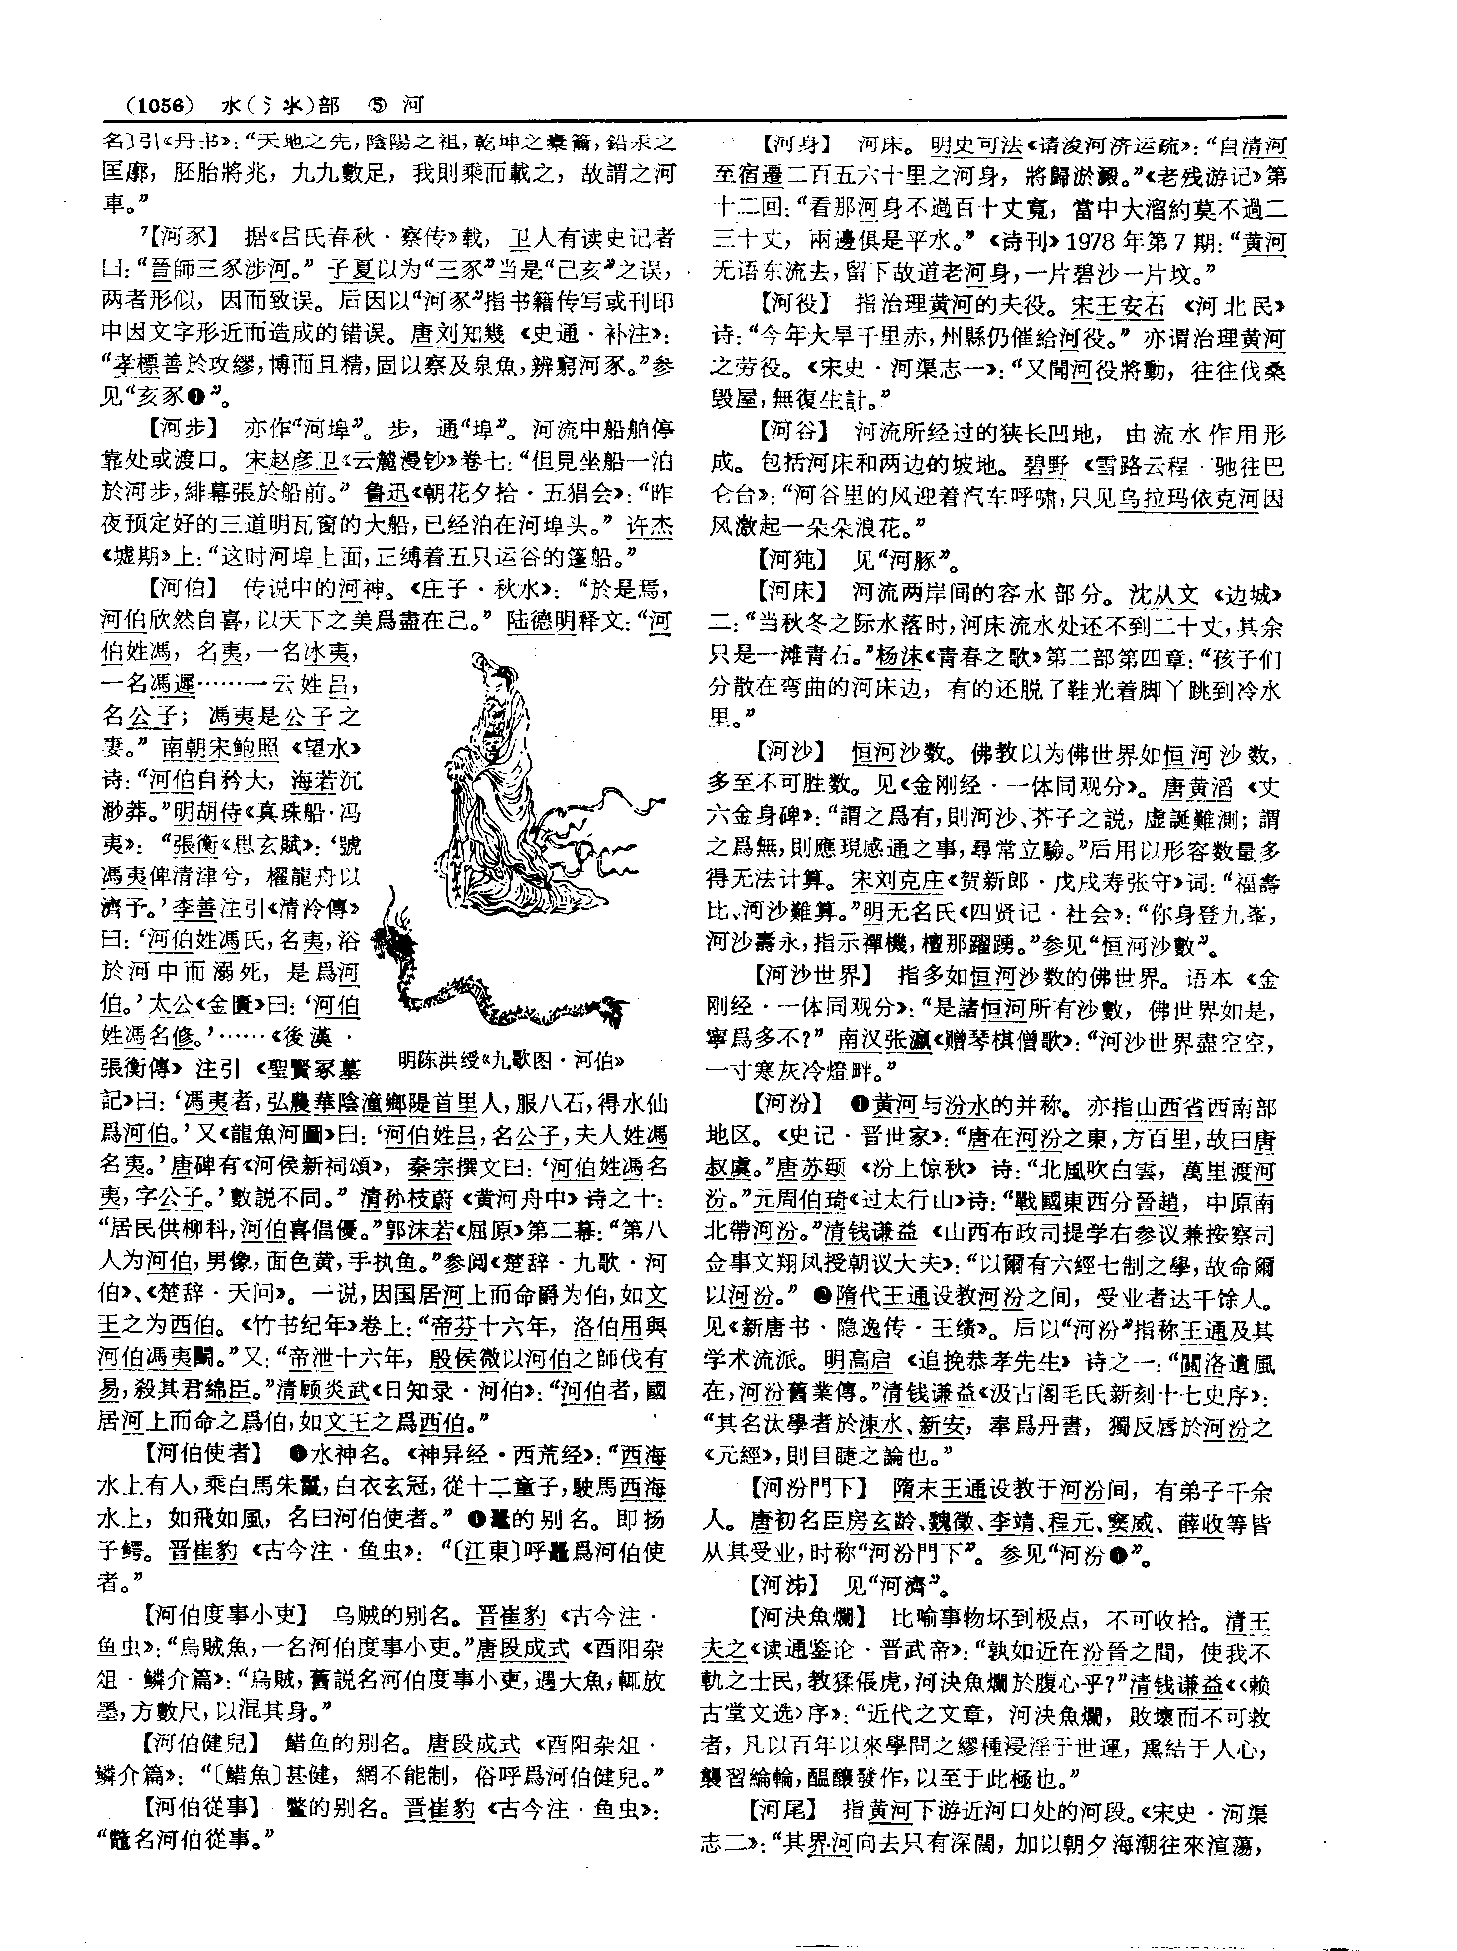 (1056) 水(氵氺)部 ⑤ 河
名〕引《丹书》：“天地之先，陰陽之祖，乾坤之橐籥，鉛汞之
匡廓，胚胎將兆，九九數足，我則乘而載之，故謂之河
車。”
【河豕】 据《吕氏春秋·察传》载，卫人有读史记者
曰：“晉師三豕涉河。”子夏以为“三豕”当是“己亥”之误，
两者形似，因而致误。后因以“河豕”指书籍传写或刊印
中因文字形近而造成的错误。唐刘知幾《史通·补注》：
“孝標善於攻繆，博而且精，固以察及泉魚，辨窮河豕。”参
见“亥豕❶”。
【河步】 亦作“河埠”。步，通“埠”。河流中船舶停
靠处或渡口。宋赵彦卫《云麓漫钞》卷七：“但見坐船一泊
於河步，緋幕張於船前。”鲁迅《朝花夕拾·五猖会》：“昨
夜预定好的三道明瓦窗的大船，已经泊在河埠头。”许杰
《墟期》上：“这时河埠上面，正缚着五只运谷的篷船。”
【河伯】 传说中的河神。《庄子·秋水》：“於是焉，
河伯欣然自喜，以天下之美爲盡在己。”陆德明释文：“河
伯姓馮，名夷，一名冰夷，
一名馮遲……一云姓吕，
名公子；馮夷是公子之
妻。”南朝宋鲍照《望水》
诗：“河伯自矜大，海若沉
渺莽。”明胡侍《真珠船·冯
夷》：“張衡《思玄賦》：‘號
馮夷俾清津兮，櫂龍舟以
濟予。’李善注引《清泠傳》
曰：‘河伯姓馮氏，名夷，浴
於河中而溺死，是爲河
伯。’太公《金匱》曰：‘河伯
姓馮名修。’……《後漢·
張衡傳》注引《聖賢冢墓
明陈洪绶《九歌图·河伯》
記》曰：‘馮夷者，弘農華陰潼鄉隄首里人，服八石，得水仙
爲河伯。’又《龍魚河圖》曰：‘河伯姓吕，名公子，夫人姓馮
名夷。’唐碑有《河侯新祠頌》，秦宗撰文曰：‘河伯姓馮名
夷，字公子。’數説不同。”清孙枝蔚《黄河舟中》诗之十：
“居民供柳科，河伯喜倡優。”郭沫若《屈原》第二幕：“第八
人为河伯，男像，面色黄，手执鱼。”参阅《楚辞·九歌·河
伯》、《楚辞·天问》。一说，因国居河上而命爵为伯，如文
王之为西伯。《竹书纪年》卷上：“帝芬十六年，洛伯用與
河伯馮夷鬭。”又：“帝泄十六年，殷侯微以河伯之師伐有
易，殺其君綿臣。”清顾炎武《日知录·河伯》：“河伯者，國
居河上而命之爲伯，如文王之爲西伯。”
【河伯使者】 ❶水神名。《神异经·西荒经》：“西海
水上有人，乘白馬朱鬣，白衣玄冠，從十二童子，駛馬西海
水上，如飛如風，名曰河伯使者。”❷鼉的别名。即扬
子鳄。晋崔豹《古今注·鱼虫》：“〔江東〕呼鼉爲河伯使
者。”
【河伯度事小吏】 乌贼的别名。晋崔豹《古今注·
鱼虫》：“烏賊魚，一名河伯度事小吏。”唐段成式《酉阳杂
俎·鳞介篇》：“烏賊，舊説名河伯度事小吏，遇大魚，輒放
墨，方數尺，以混其身。”
【河伯健兒】 鰌鱼的别名。唐段成式《酉阳杂俎·
鳞介篇》：“〔鰌魚〕甚健，網不能制，俗呼爲河伯健兒。”
【河伯從事】 鳖的别名。晋崔豹《古今注·鱼虫》：
“鼈名河伯從事。”
【河身】 河床。明史可法《请浚河济运疏》：“自清河
至宿遷二百五六十里之河身，將歸淤澱。”《老残游记》第
十二回：“看那河身不過百十丈寬，當中大溜約莫不過二
三十丈，兩邊俱是平水。”《诗刊》1978年第7期：“黄河
无语东流去，留下故道老河身，一片碧沙一片坟。”
【河役】 指治理黄河的夫役。宋王安石《河北民》
诗：“今年大旱千里赤，州縣仍催給河役。”亦谓治理黄河
之劳役。《宋史·河渠志一》：“又聞河役將動，往往伐桑
毁屋，無復生計。”
【河谷】 河流所经过的狭长凹地，由流水作用形
成。包括河床和两边的坡地。碧野《雪路云程·驰往巴
仑台》：“河谷里的风迎着汽车呼啸，只见乌拉玛依克河因
风激起一朵朵浪花。”
【河㹠】 见“河豚”。
【河床】 河流两岸间的容水部分。沈从文《边城》
二：“当秋冬之际水落时，河床流水处还不到二十丈，其余
只是一滩青石。”杨沫《青春之歌》第二部第四章：“孩子们
分散在弯曲的河床边，有的还脱了鞋光着脚丫跳到冷水
里。”
【河沙】 恒河沙数。佛教以为佛世界如恒河沙数，
多至不可胜数。见《金刚经·一体同观分》。唐黄滔《丈
六金身碑》：“謂之爲有，則河沙、芥子之説，虚誕難測；謂
之爲無，則應現感通之事，尋常立驗。”后用以形容数量多
得无法计算。宋刘克庄《贺新郎·戊戌寿张守》词：“福壽
比、河沙難算。”明无名氏《四贤记·社会》：“你身登九峯，
河沙壽永，指示禪機，檀那躍踴。”参见“恒河沙數”。
【河沙世界】 指多如恒河沙数的佛世界。语本《金
刚经·一体同观分》：“是諸恒河所有沙數，佛世界如是，
寧爲多不？”南汉张瀛《赠琴棋僧歌》：“河沙世界盡空空，
一寸寒灰冷燈畔。”
【河汾】 ❶黄河与汾水的并称。亦指山西省西南部
地区。《史记·晋世家》：“唐在河汾之東，方百里，故曰唐
叔虞。”唐苏颋《汾上惊秋》诗：“北風吹白雲，萬里渡河
汾。”元周伯琦《过太行山》诗：“戰國東西分晉趙，中原南
北帶河汾。”清钱谦益《山西布政司提学右参议兼按察司
佥事文翔凤授朝议大夫》：“以爾有六經七制之學，故命爾
以河汾。”❷隋代王通设教河汾之间，受业者达千馀人。
见《新唐书·隐逸传·王绩》。后以“河汾”指称王通及其
学术流派。明高启《追挽恭孝先生》诗之一：“關洛遺風
在，河汾舊業傳。”清钱谦益《汲古阁毛氏新刻十七史序》：
“其名汰學者於涑水、新安，奉爲丹書，獨反唇於河汾之
《元經》，則目睫之論也。”
【河汾門下】 隋末王通设教于河汾间，有弟子千余
人。唐初名臣房玄龄、魏徵、李靖、程元、窦威、薛收等皆
从其受业，时称“河汾門下”。参见“河汾❶”。
【河泲】 见“河濟”。
【河決魚爛】 比喻事物坏到极点，不可收拾。清王
夫之《读通鉴论·晋武帝》：“孰如近在汾晉之間，使我不
軌之士民，教猱倀虎，河決魚爛於腹心乎？”清钱谦益《〈赖
古堂文选〉序》：“近代之文章，河決魚爛，敗壞而不可救
者，凡以百年以來學問之繆種浸淫于世運，熏結于人心，
襲習綸輪，醖釀發作，以至于此極也。”
【河尾】 指黄河下游近河口处的河段。《宋史·河渠
志二》：“其界河向去只有深闊，加以朝夕海潮往來渲蕩，